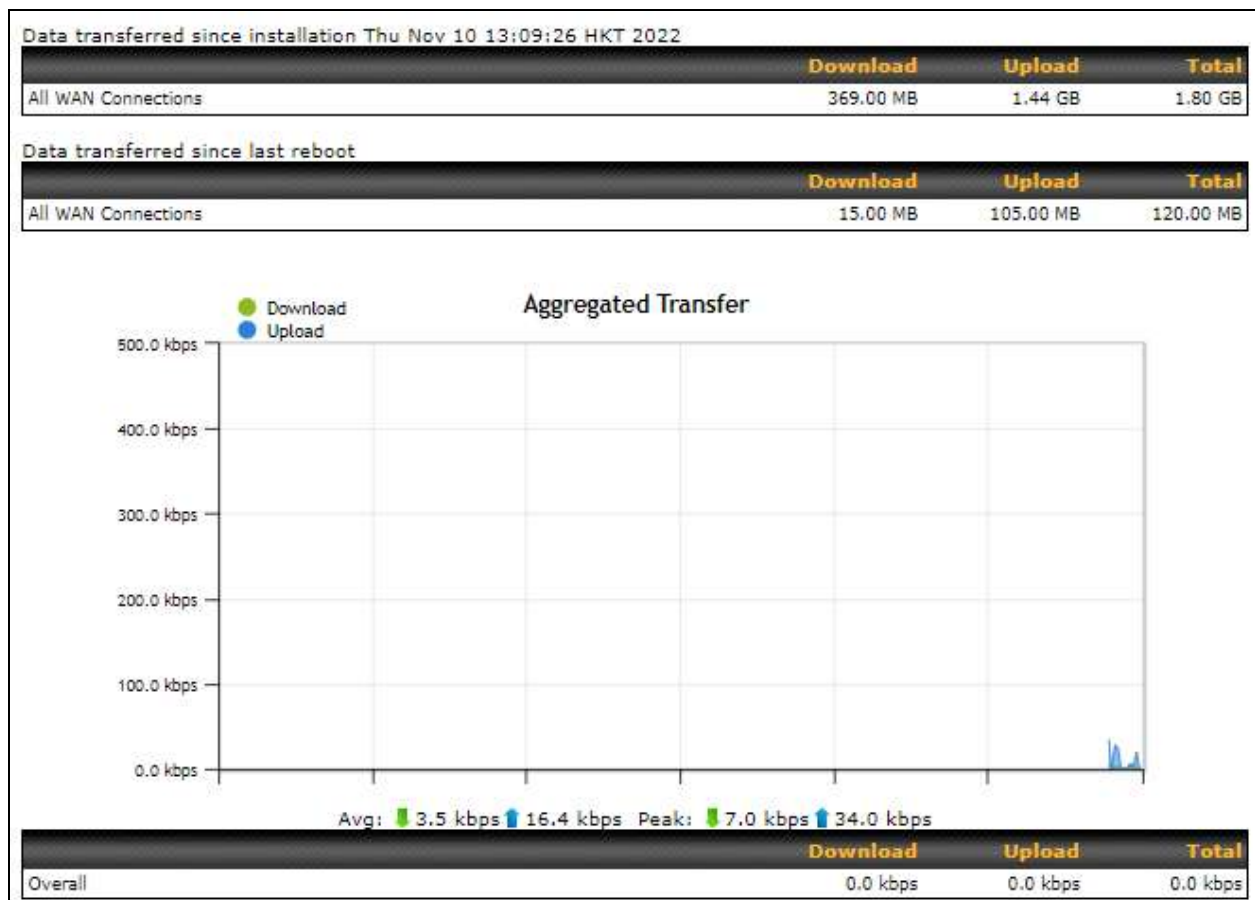 Data transferred since installation Thu Nov 10 13:09:26 HKT 2022
Download Upload Total
All WAN Connections 369.00 MB 1.44 GB 1.80 GB
Data transferred since last reboot
Download Upload Total
All WAN Connections 15.00 MB 105.00 MB 120.00 MB
Aggregated Transfer
Download
Upload
500.0 kbps
400.0 kbps
300.0 kbps
200.0 kbps
100.0 kbps
0.0 kbps
Avg: 3.5 kbps 16.4 kbps Peak: 7.0 kbps 34.0 kbps
Download Upload Total
Overall 0.0 kbps 0.0 kbps 0.0 kbps